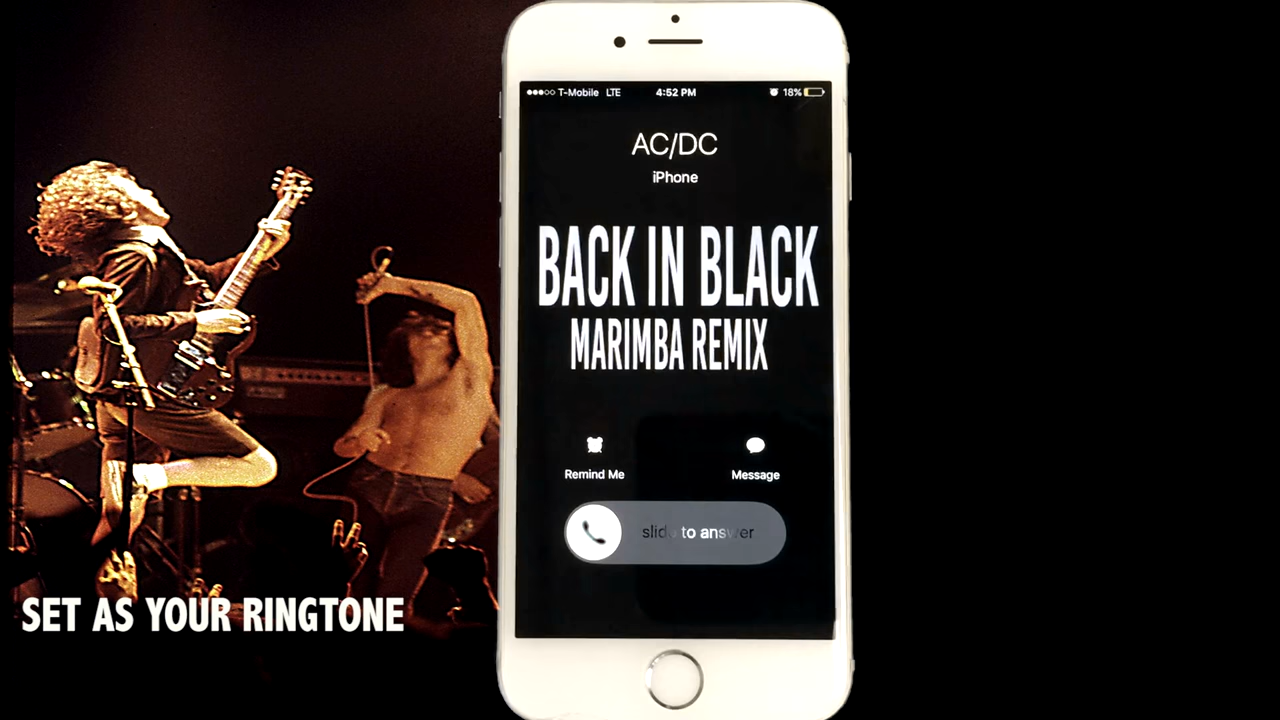 T-Mobile LTE 4:52 PM 18%
AC/DC
iPhone
BACK IN BLACK
MARIMBA REMIX
Remind Me Message
slide to answer
SET AS YOUR RINGTONE